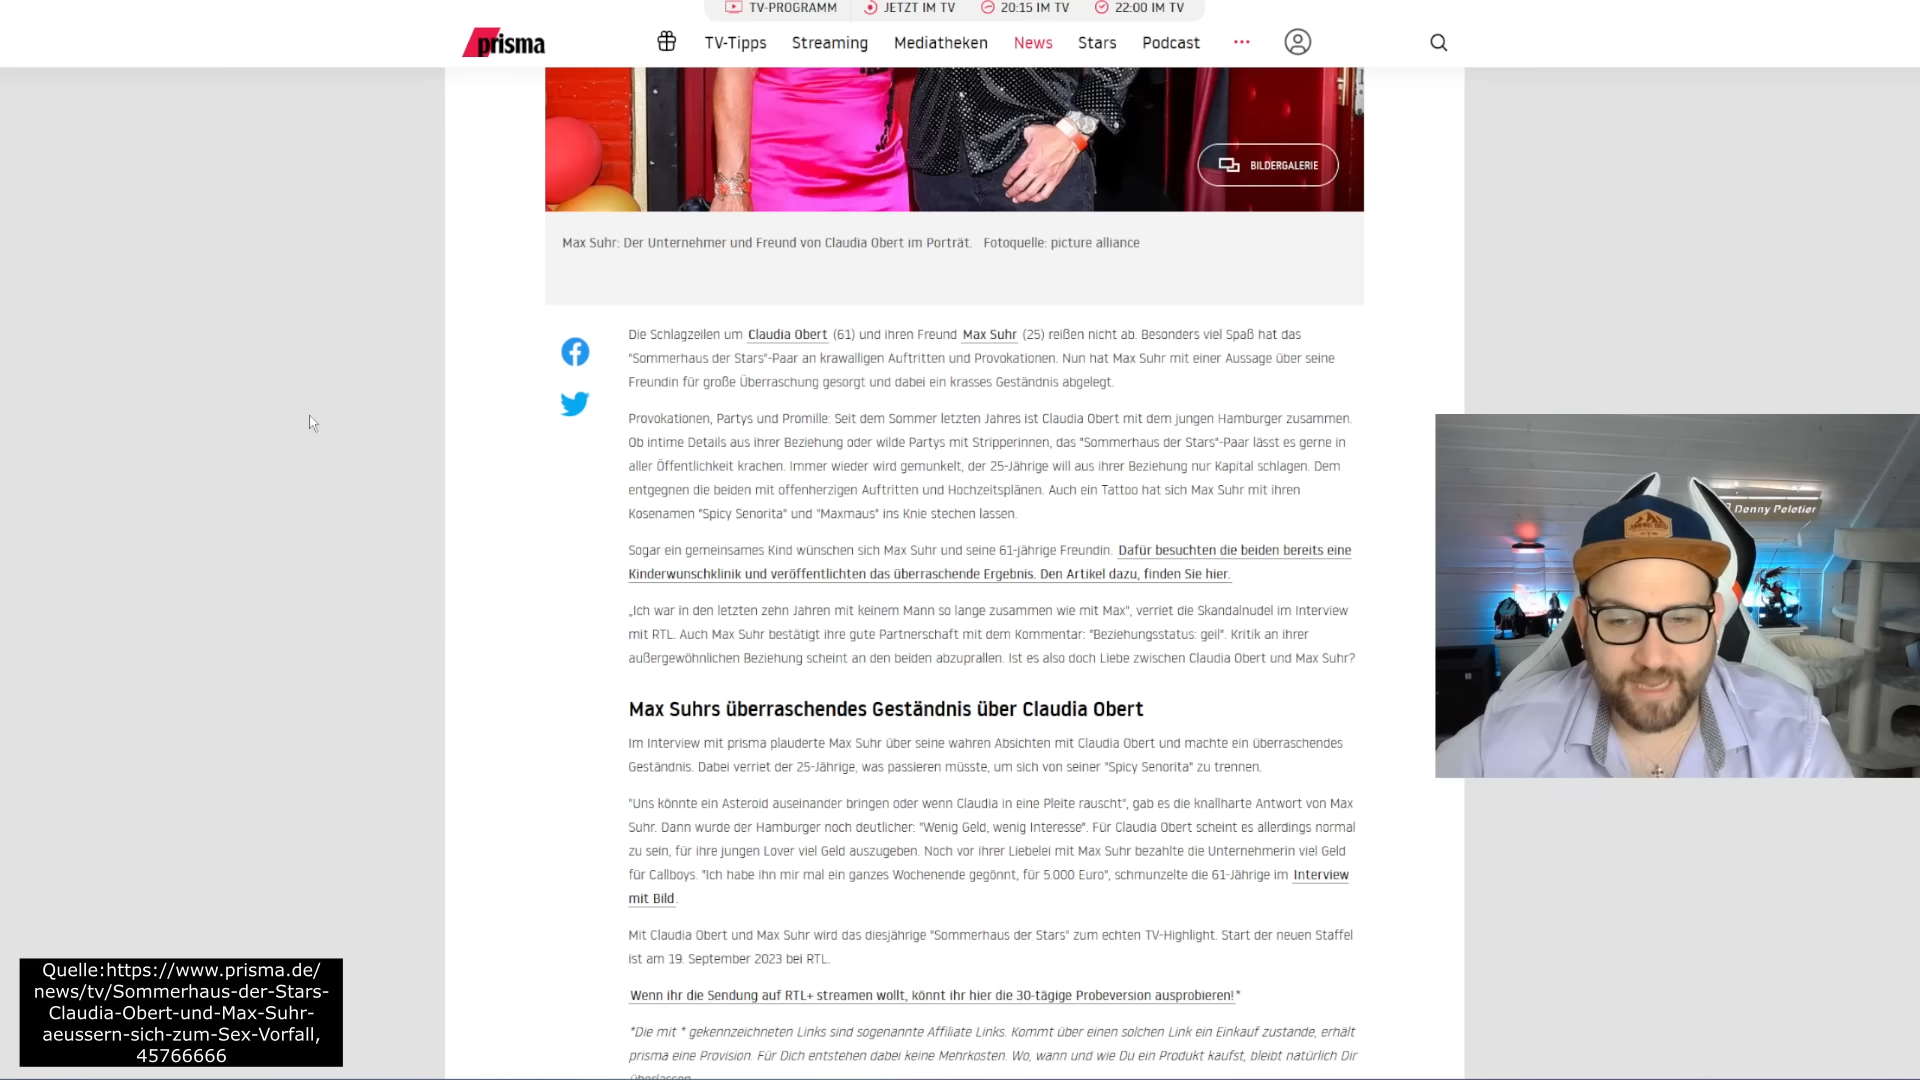 TV-PROGRAMM JETZT IM TV 20:15 IM TV 22:00 IM TV
prisma TV-Tipps Streaming Mediatheken News Stars Podcast
BILDERGALERIE
Max Suhr: Der Unternehmer und Freund von Claudia Obert im Porträt. Fotoquelle: picture alliance
Die Schlagzeilen um Claudia Obert (61) und ihren Freund Max Suhr (25) reißen nicht ab. Besonders viel Spaß hat das
"Sommerhaus der Stars"-Paar an krawalligen Auftritten und Provokationen. Nun hat Max Suhr mit einer Aussage über seine
Freundin für große Überraschung gesorgt und dabei ein krasses Geständnis abgelegt.
Provokationen, Partys und Promille: Seit dem Sommer letzten Jahres ist Claudia Obert mit dem jungen Hamburger zusammen.
Ob intime Details aus ihrer Beziehung oder wilde Partys mit Stripperinnen, das "Sommerhaus der Stars"-Paar lässt es gerne in
aller Öffentlichkeit krachen. Immer wieder wird gemunkelt, der 25-Jährige will aus ihrer Beziehung nur Kapital schlagen. Dem
entgegnen die beiden mit offenherzigen Auftritten und Hochzeitsplänen. Auch ein Tattoo hat sich Max Suhr mit ihren
Kosenamen "Spicy Senorita" und "Maxmaus" ins Knie stechen lassen.
Sogar ein gemeinsames Kind wünschen sich Max Suhr und seine 61-jährige Freundin. Dafür besuchten die beiden bereits eine
Kinderwunschklinik und veröffentlichten das überraschende Ergebnis. Den Artikel dazu, finden Sie hier.
„Ich war in den letzten zehn Jahren mit keinem Mann so lange zusammen wie mit Max", verriet die Skandalnudel im Interview
mit RTL. Auch Max Suhr bestätigt ihre gute Partnerschaft mit dem Kommentar: "Beziehungsstatus: geil". Kritik an ihrer
außergewöhnlichen Beziehung scheint an den beiden abzuprallen. Ist es also doch Liebe zwischen Claudia Obert und Max Suhr?
Max Suhrs überraschendes Geständnis über Claudia Obert
Im Interview mit prisma plauderte Max Suhr über seine wahren Absichten mit Claudia Obert und machte ein überraschendes
Geständnis. Dabei verriet der 25-Jährige, was passieren müsste, um sich von seiner "Spicy Senorita" zu trennen.
"Uns könnte ein Asteroid auseinander bringen oder wenn Claudia in eine Pleite rauscht", gab es die knallharte Antwort von Max
Suhr. Dann wurde der Hamburger noch deutlicher: "Wenig Geld, wenig Interesse". Für Claudia Obert scheint es allerdings normal
zu sein, für ihre jungen Lover viel Geld auszugeben. Noch vor ihrer Liebelei mit Max Suhr bezahlte die Unternehmerin viel Geld
für Callboys. "Ich habe ihn mir mal ein ganzes Wochenende gegönnt, für 5.000 Euro", schmunzelte die 61-Jährige im Interview
mit Bild.
Mit Claudia Obert und Max Suhr wird das diesjährige "Sommerhaus der Stars" zum echten TV-Highlight. Start der neuen Staffel
ist am 19. September 2023 bei RTL.
Wenn ihr die Sendung auf RTL+ streamen wollt, könnt ihr hier die 30-tägige Probeversion ausprobieren!*
*Die mit * gekennzeichneten Links sind sogenannte Affiliate Links. Kommt über einen solchen Link ein Einkauf zustande, erhält
prisma eine Provision. Für Dich entstehen dabei keine Mehrkosten. Wo, wann und wie Du ein Produkt kaufst, bleibt natürlich Dir
überlassen.
Danny Peletier
Quelle:https://www.prisma.de/
news/tv/Sommerhaus-der-Stars-
Claudia-Obert-und-Max-Suhr-
aeussern-sich-zum-Sex-Vorfall,
45766666